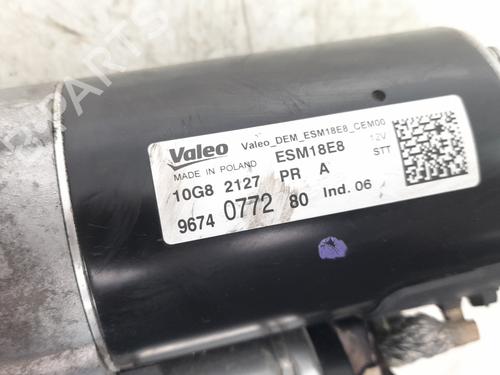 Valeo Valeo_DEM_ESM18E8_CEM00
MADE IN POLAND ESM18E8 12V
10G8 2127 PR A STT
9674 0772 80 Ind. 06